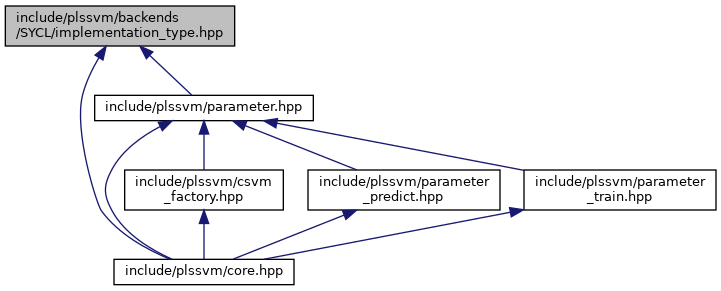 include/plssvm/backends
/SYCL/implementation_type.hpp
include/plssvm/parameter.hpp
include/plssvm/csvm
_factory.hpp
include/plssvm/parameter
_predict.hpp
include/plssvm/parameter
_train.hpp
include/plssvm/core.hpp